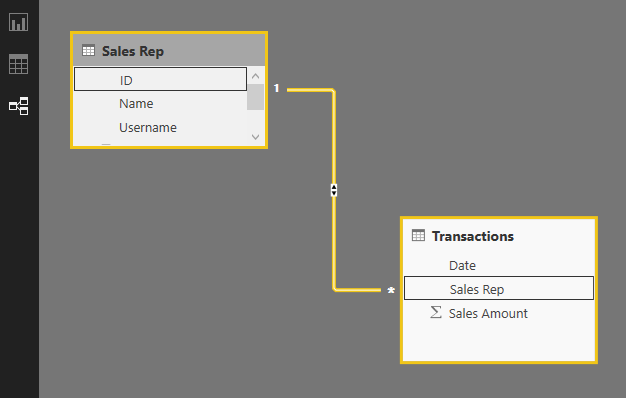 Sales Rep
ID
Name
Username
1
*
Transactions
Date
Sales Rep
Σ Sales Amount